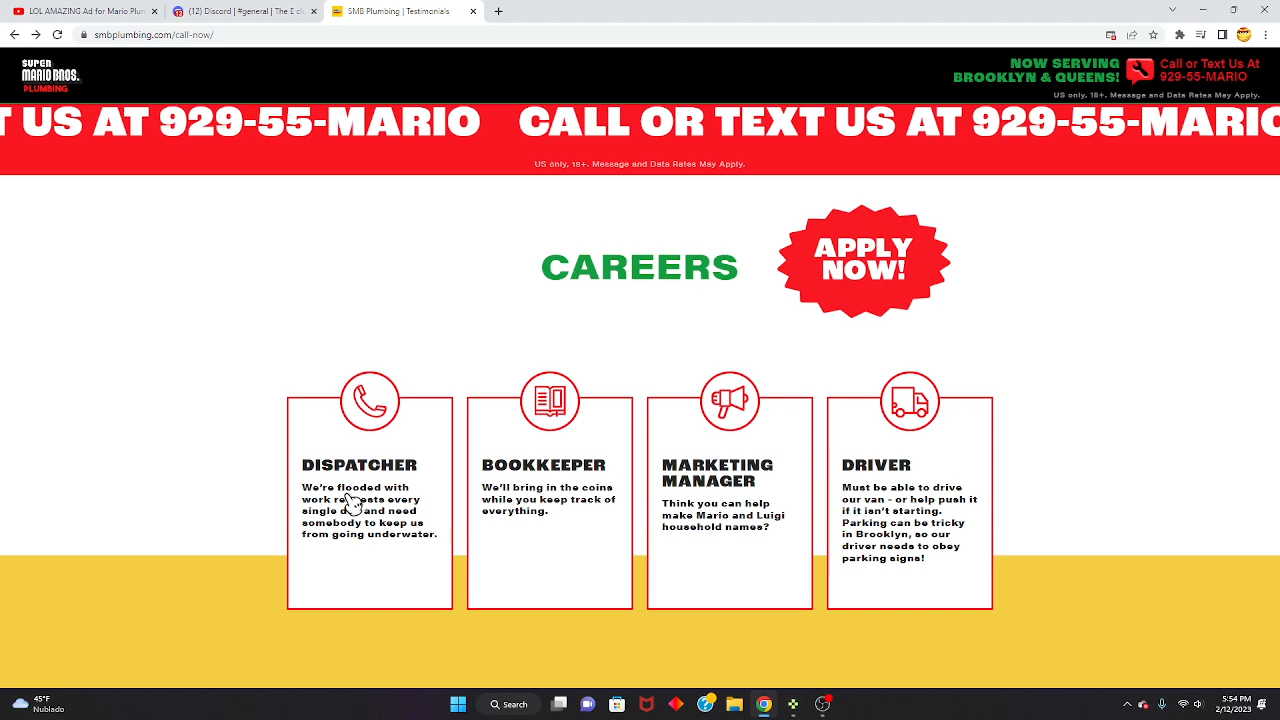 LOL AMAZING Ad for Mario Plun
(12) Discord | #general | The E cl
SMB Plumbing | Testimonials
smbplumbing.com/call-now/
SUPER
MARIO BROS.
PLUMBING
NOW SERVING
BROOKLYN & QUEENS!
Call or Text Us At
929-55-MARIO
US only, 18+. Message and Data Rates May Apply.
T US AT 929-55-MARIO CALL OR TEXT US AT 929-55-MARIO
US only, 18+. Message and Data Rates May Apply.
CAREERS
APPLY
NOW!
DISPATCHER
We're flooded with
work requests every
single day and need
somebody to keep us
from going underwater.
BOOKKEEPER
We'll bring in the coins
while you keep track of
everything.
MARKETING
MANAGER
Think you can help
make Mario and Luigi
household names?
DRIVER
Must be able to drive
our van - or help push it
if it isn't starting.
Parking can be tricky
in Brooklyn, so our
driver needs to obey
parking signs!
45°F
Nublado
Search
5:54 PM
2/12/2023